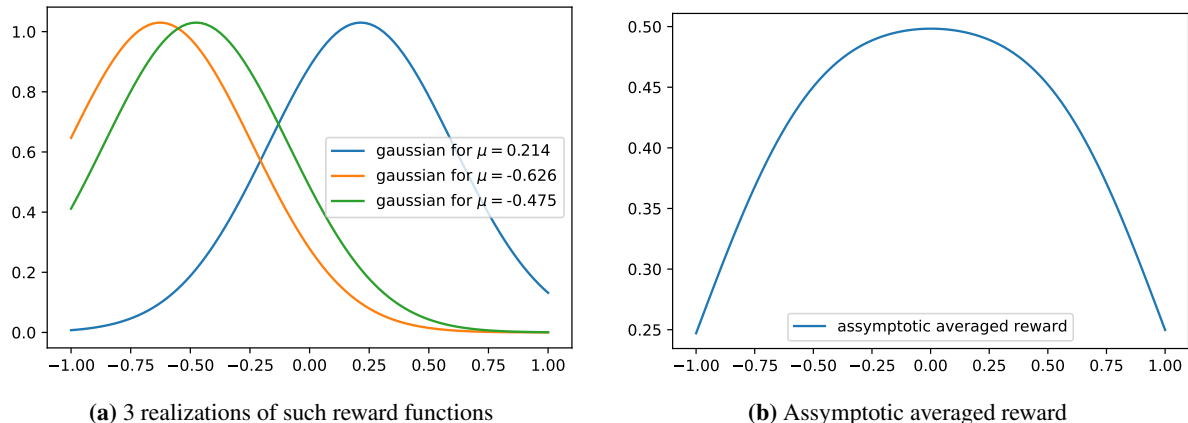 1.0
0.8
0.6
0.4
0.2
0.0
−1.00 −0.75 −0.50 −0.25 0.00 0.25 0.50 0.75 1.00
gaussian for μ = 0.214
gaussian for μ = -0.626
gaussian for μ = -0.475
(a) 3 realizations of such reward functions
0.50
0.45
0.40
0.35
0.30
0.25
−1.00 −0.75 −0.50 −0.25 0.00 0.25 0.50 0.75 1.00
assymptotic averaged reward
(b) Assymptotic averaged reward